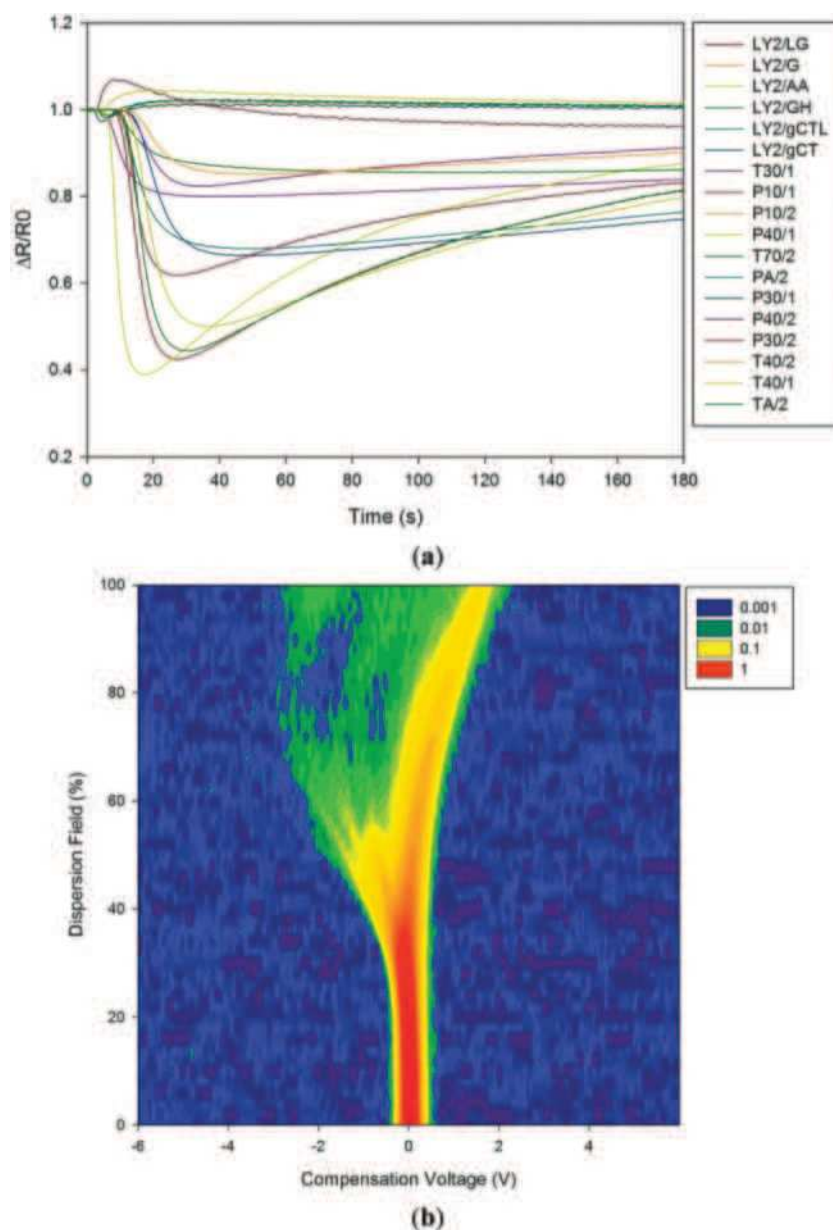 1.2
1.0
0.8
0.6
0.4
0.2
ΔR/R0
0 20 40 60 80 100 120 140 160 180
Time (s)
LY2/LG
LY2/G
LY2/AA
LY2/GH
LY2/gCTL
LY2/gCT
T30/1
P10/1
P10/2
P40/1
T70/2
PA/2
P30/1
P40/2
P30/2
T40/2
T40/1
TA/2
(a)
100
80
60
40
20
0
Dispersion Field (%)
-6 -4 -2 0 2 4
Compensation Voltage (V)
0.001
0.01
0.1
1
(b)